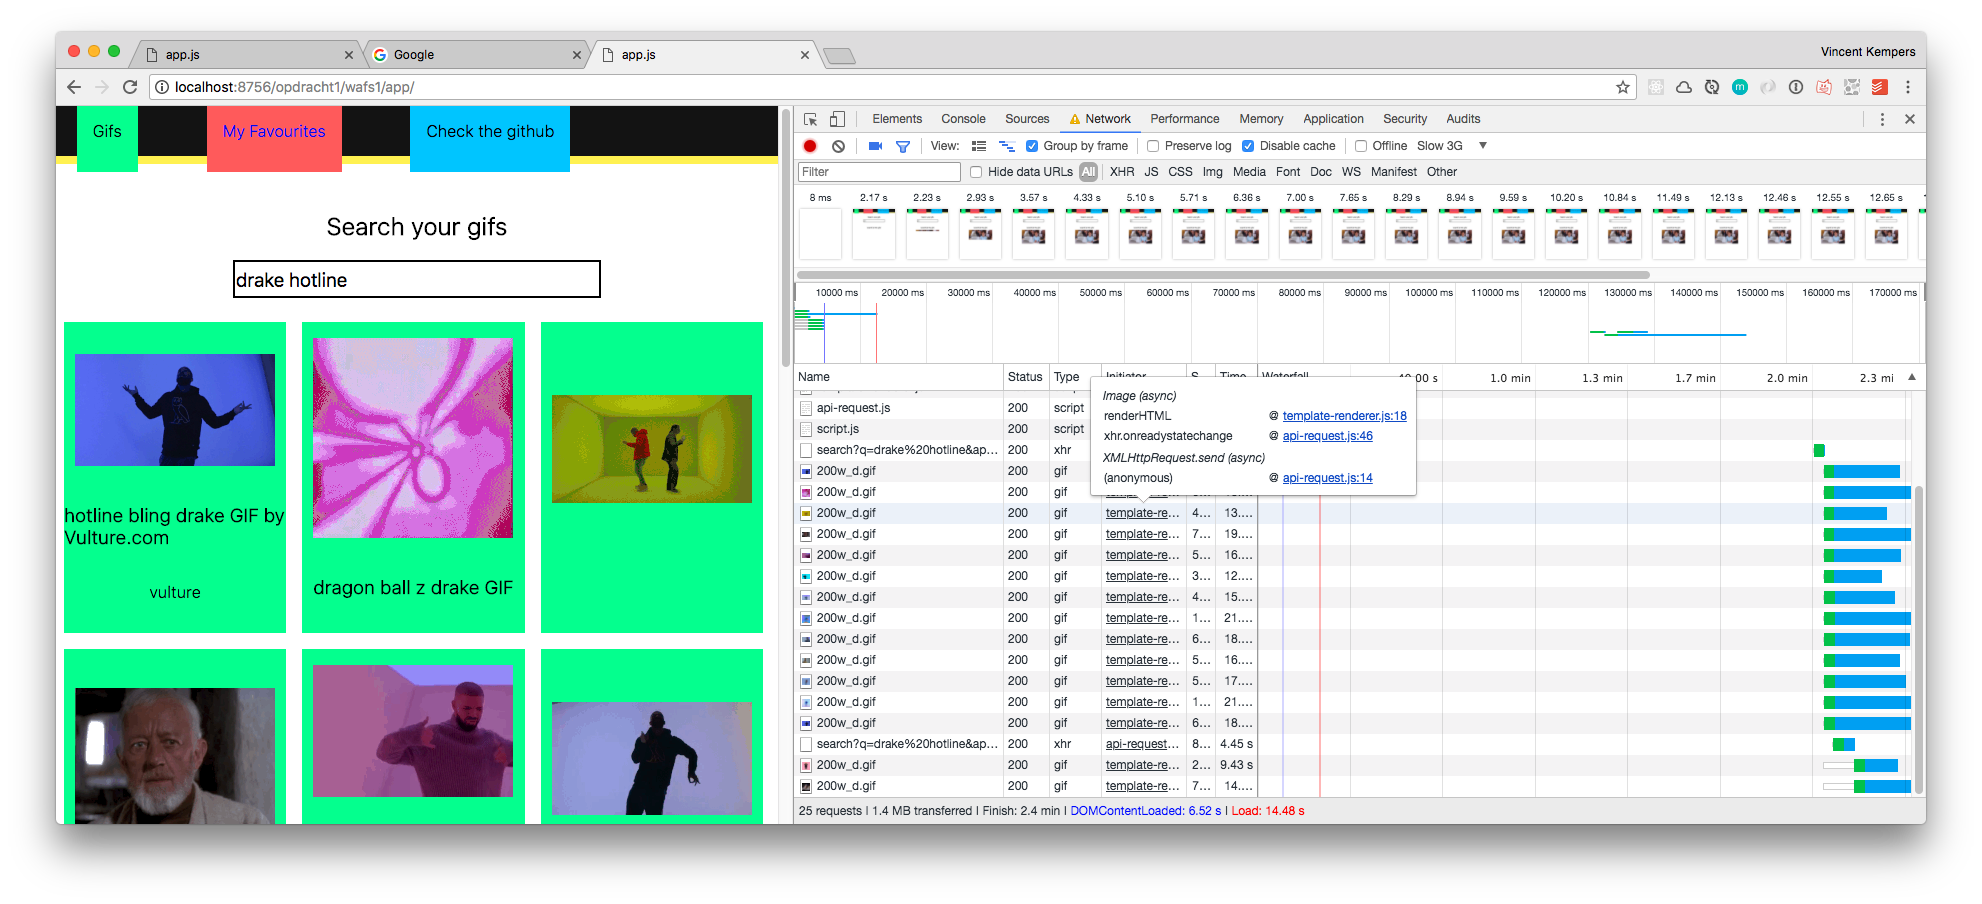 app.js
Google
app.js
Vincent Kempers
localhost:8756/opdracht1/wafs1/app/
Gifs
My Favourites
Check the github
Search your gifs
drake hotline
hotline bling drake GIF by
Vulture.com
vulture
dragon ball z drake GIF
Elements Console Sources Network Performance Memory Application Security Audits
View: Group by frame Preserve log Disable cache Offline Slow 3G
Filter Hide data URLs All XHR JS CSS Img Media Font Doc WS Manifest Other
8 ms 2.17 s 2.23 s 2.93 s 3.57 s 4.33 s 5.10 s 5.71 s 6.36 s 7.00 s 7.65 s 8.29 s 8.94 s 9.59 s 10.20 s 10.84 s 11.49 s 12.13 s 12.46 s 12.55 s 12.65 s
10000 ms 20000 ms 30000 ms 40000 ms 50000 ms 60000 ms 70000 ms 80000 ms 90000 ms 100000 ms 110000 ms 120000 ms 130000 ms 140000 ms 150000 ms 160000 ms 170000 ms
Name Status Type Initiator S... Time Waterfall 1.0 min 1.3 min 1.7 min 2.0 min 2.3 mi
Image (async)
renderHTML @ template-renderer.js:18
xhr.onreadystatechange @ api-request.js:46
XMLHttpRequest.send (async)
(anonymous) @ api-request.js:14
api-request.js 200 script
script.js 200 script
search?q=drake%20hotline&ap... 200 xhr
200w_d.gif 200 gif
200w_d.gif 200 gif
200w_d.gif 200 gif template-re... 4... 13....
200w_d.gif 200 gif template-re... 7... 19....
200w_d.gif 200 gif template-re... 5... 16....
200w_d.gif 200 gif template-re... 3... 12....
200w_d.gif 200 gif template-re... 4... 15....
200w_d.gif 200 gif template-re... 1... 21....
200w_d.gif 200 gif template-re... 6... 18....
200w_d.gif 200 gif template-re... 5... 16....
200w_d.gif 200 gif template-re... 5... 17....
200w_d.gif 200 gif template-re... 1... 21....
200w_d.gif 200 gif template-re... 6... 18....
search?q=drake%20hotline&ap... 200 xhr api-request... 8... 4.45 s
200w_d.gif 200 gif template-re... 2... 9.43 s
200w_d.gif 200 gif template-re... 7... 14....
25 requests | 1.4 MB transferred | Finish: 2.4 min | DOMContentLoaded: 6.52 s | Load: 14.48 s